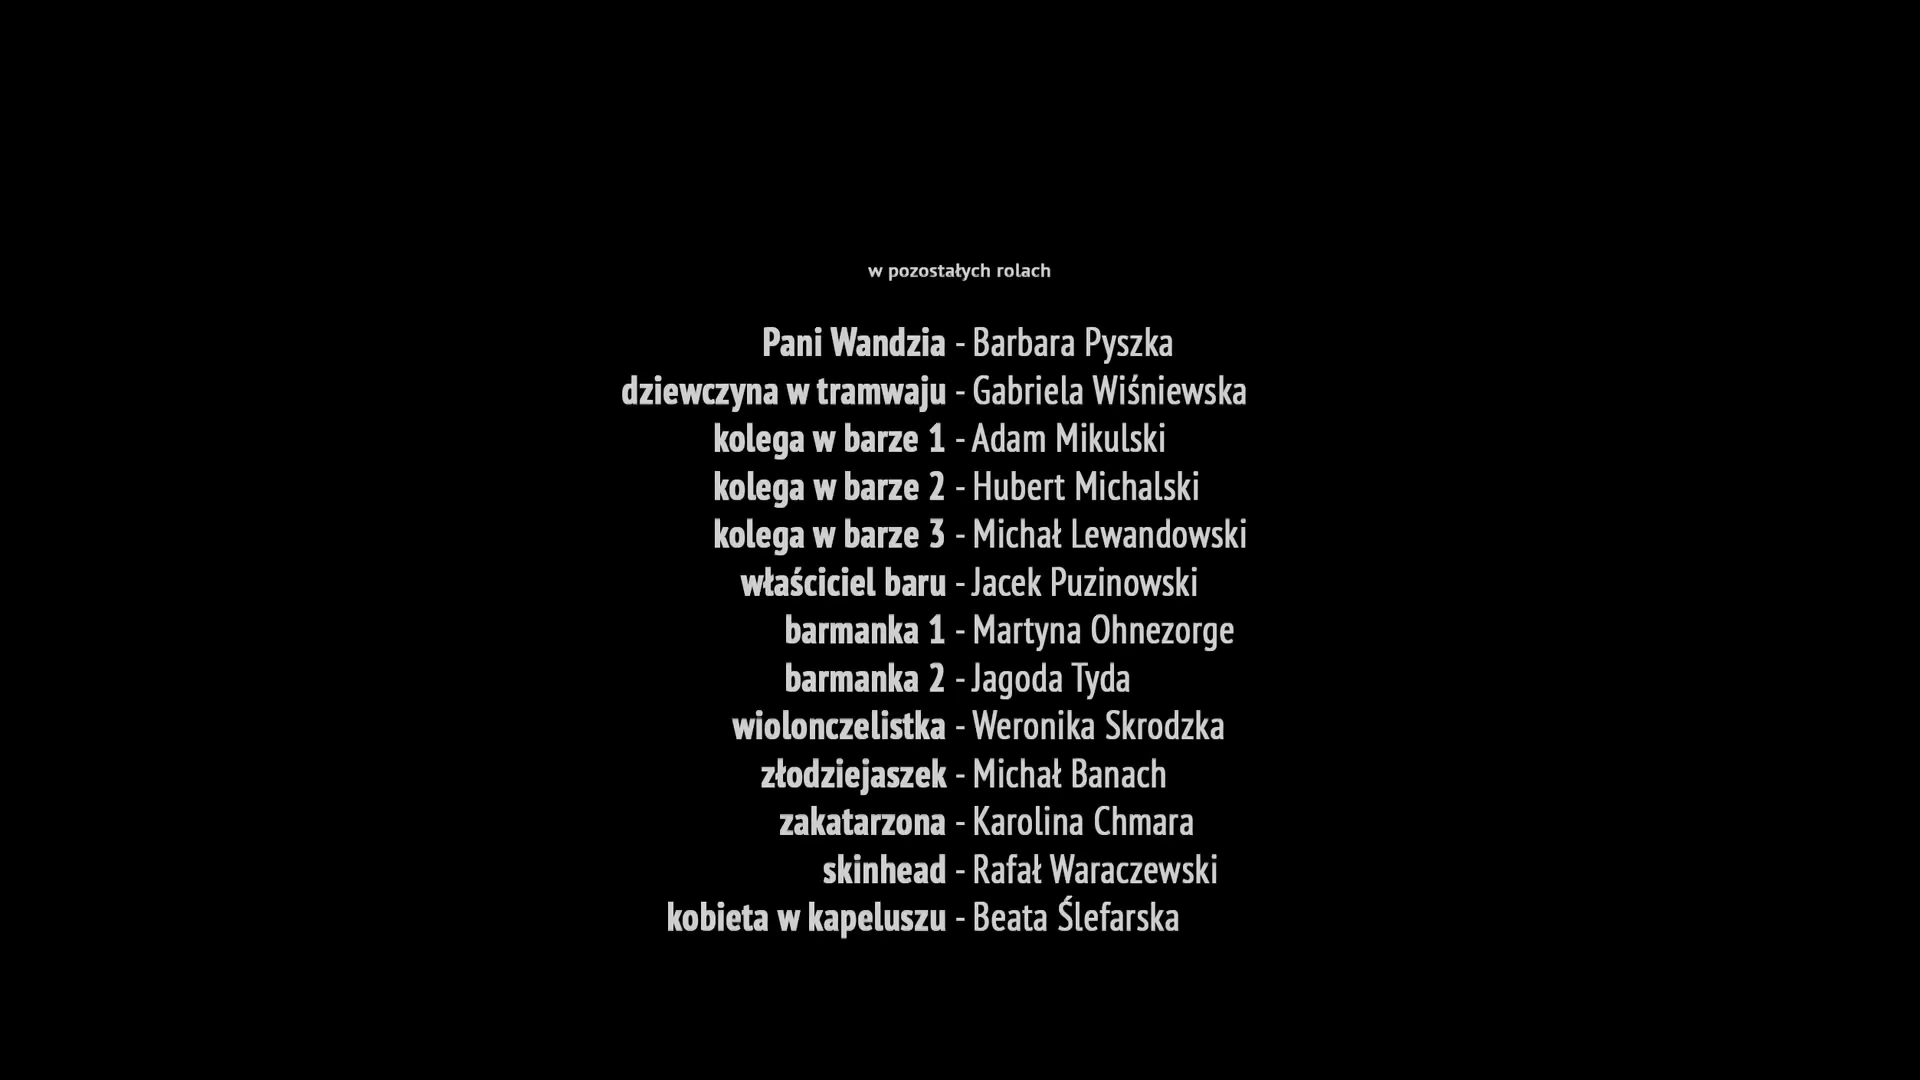 w pozostałych rolach
Pani Wandzia - Barbara Pyszka
dziewczyna w tramwaju - Gabriela Wiśniewska
kolega w barze 1 - Adam Mikulski
kolega w barze 2 - Hubert Michalski
kolega w barze 3 - Michał Lewandowski
właściciel baru - Jacek Puzinowski
barmanka 1 - Martyna Ohnezorge
barmanka 2 - Jagoda Tyda
wiolonczelistka - Weronika Skrodzka
złodziejaszek - Michał Banach
zakatarzona - Karolina Chmara
skinhead - Rafał Waraczewski
kobieta w kapeluszu - Beata Ślefarska